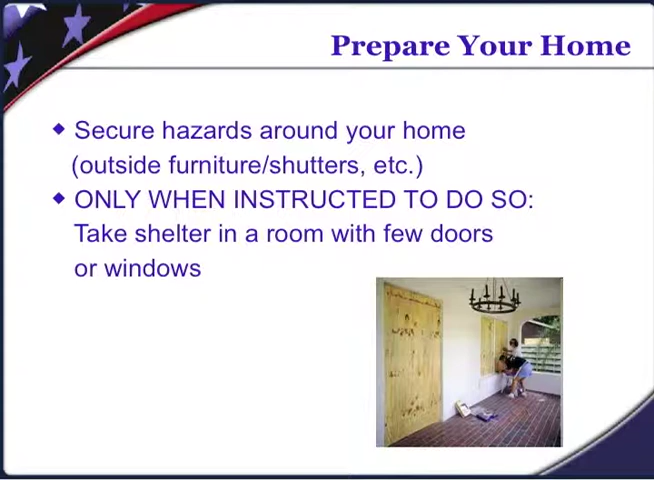 Prepare Your Home
Secure hazards around your home
(outside furniture/shutters, etc.)
ONLY WHEN INSTRUCTED TO DO SO:
Take shelter in a room with few doors
or windows